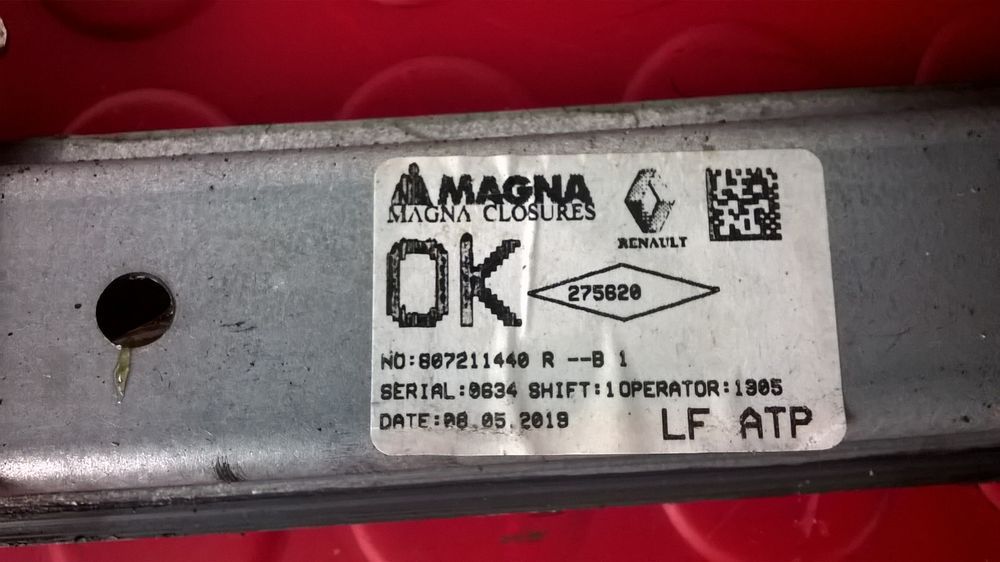 MAGNA
MAGNA CLOSURES
RENAULT
OK
275620
NO:807211440 R --B 1
SERIAL:0634 SHIFT:1OPERATOR:1905
DATE:08.05.2019
LF ATP